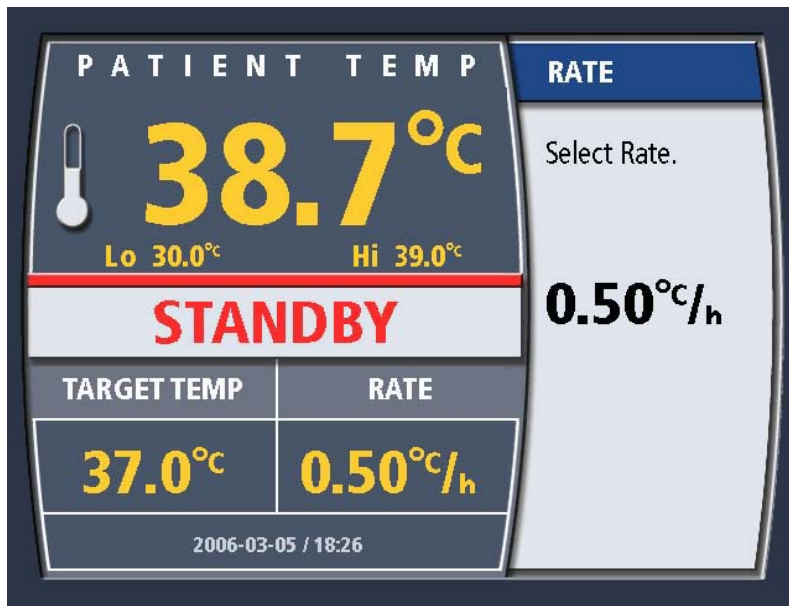 PATIENT TEMP
38.7°C
Lo 30.0°C Hi 39.0°C
STANDBY
TARGET TEMP RATE
37.0°C 0.50°C/h
2006-03-05 / 18:26
RATE
Select Rate.
0.50°C/h